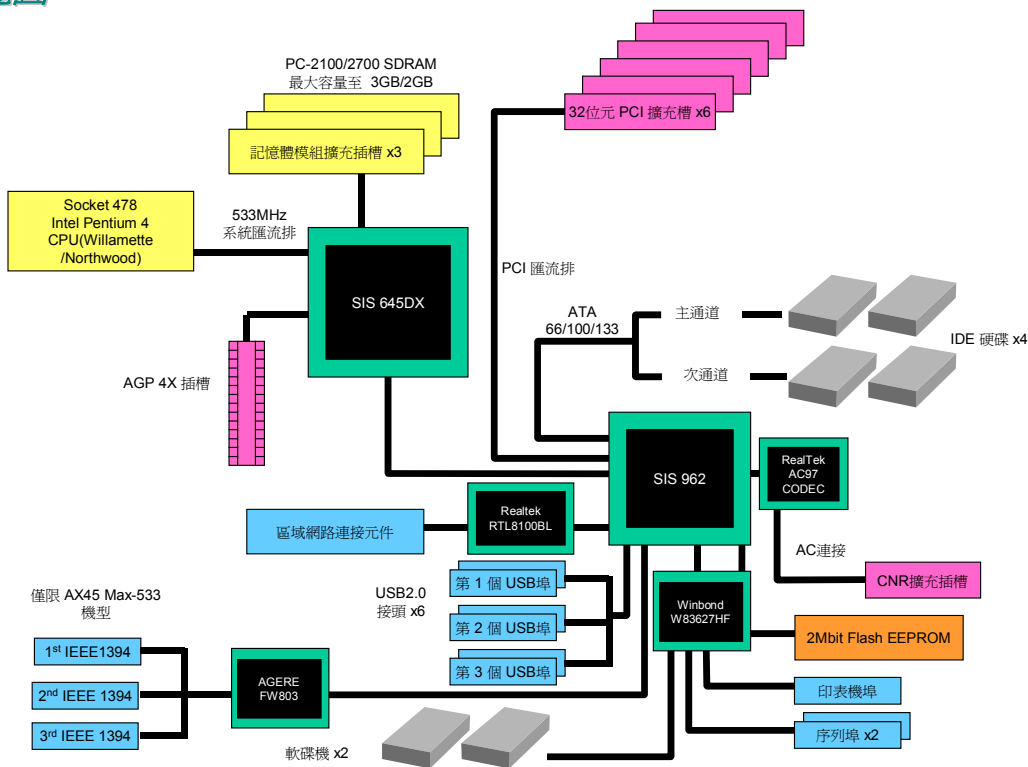 PC-2100/2700 SDRAM
最大容量至 3GB/2GB
32位元 PCI 擴充槽 x6
記憶體模組擴充插槽 x3
Socket 478
Intel Pentium 4
CPU(Willamette
/Northwood)
533MHz
系統匯流排
SIS 645DX
PCI 匯流排
ATA
66/100/133
主通道
次通道
IDE 硬碟 x4
AGP 4X 插槽
SIS 962
RealTek
AC97
CODEC
Realtek
RTL8100BL
區域網路連接元件
AC連接
CNR擴充插槽
USB2.0
接頭 x6
第 1 個 USB埠
第 2 個 USB埠
第 3 個 USB埠
Winbond
W83627HF
2Mbit Flash EEPROM
僅限 AX45 Max-533
機型
1st IEEE1394
2nd IEEE 1394
3rd IEEE 1394
AGERE
FW803
印表機埠
序列埠 x2
軟碟機 x2